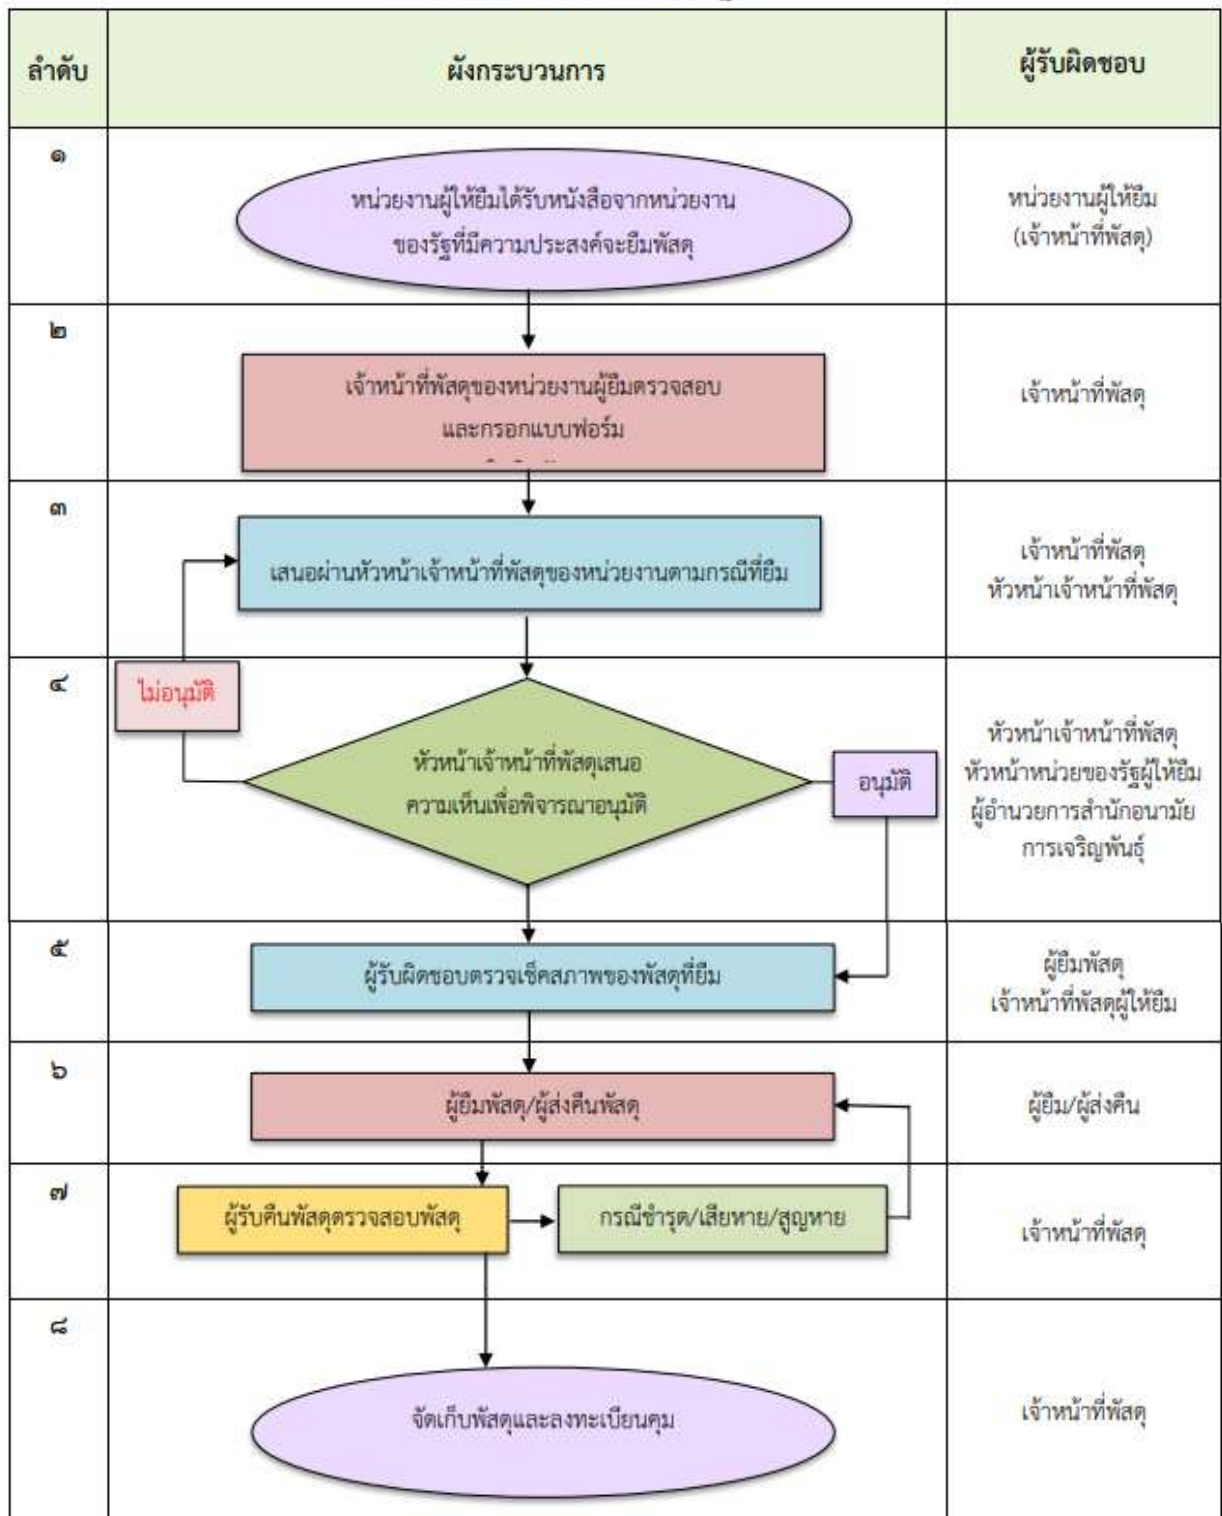 ลำดับ
ผังกระบวนการ
ผู้รับผิดชอบ
๑
หน่วยงานผู้ให้ยืมได้รับหนังสือจากหน่วยงาน
ของรัฐที่มีความประสงค์จะยืมพัสดุ
หน่วยงานผู้ให้ยืม
(เจ้าหน้าที่พัสดุ)
๒
เจ้าหน้าที่พัสดุของหน่วยงานผู้ยืมตรวจสอบ
และกรอกแบบฟอร์ม
เจ้าหน้าที่พัสดุ
๓
เสนอผ่านหัวหน้าเจ้าหน้าที่พัสดุของหน่วยงานตามกรณีที่ยืม
เจ้าหน้าที่พัสดุ
หัวหน้าเจ้าหน้าที่พัสดุ
๔
ไม่อนุมัติ
หัวหน้าเจ้าหน้าที่พัสดุเสนอ
ความเห็นเพื่อพิจารณาอนุมัติ
อนุมัติ
หัวหน้าเจ้าหน้าที่พัสดุ
หัวหน้าหน่วยของรัฐผู้ให้ยืม
ผู้อำนวยการสำนักอนามัย
การเจริญพันธุ์
๕
ผู้รับผิดชอบตรวจเช็คสภาพของพัสดุที่ยืม
ผู้ยืมพัสดุ
เจ้าหน้าที่พัสดุผู้ให้ยืม
๖
ผู้ยืมพัสดุ/ผู้ส่งคืนพัสดุ
ผู้ยืม/ผู้ส่งคืน
๗
ผู้รับคืนพัสดุตรวจสอบพัสดุ
กรณีชำรุด/เสียหาย/สูญหาย
เจ้าหน้าที่พัสดุ
๘
จัดเก็บพัสดุและลงทะเบียนคุม
เจ้าหน้าที่พัสดุ